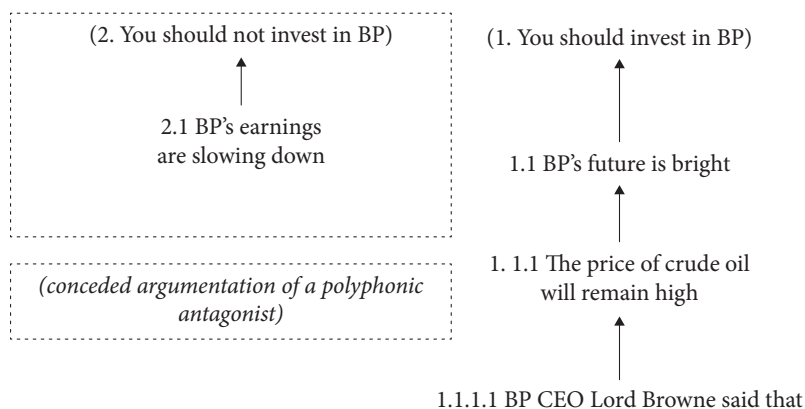 (2. You should not invest in BP)
2.1 BP’s earnings
are slowing down
(conceded argumentation of a polyphonic
antagonist)
(1. You should invest in BP)
1.1 BP’s future is bright
1. 1.1 The price of crude oil
will remain high
1.1.1.1 BP CEO Lord Browne said that